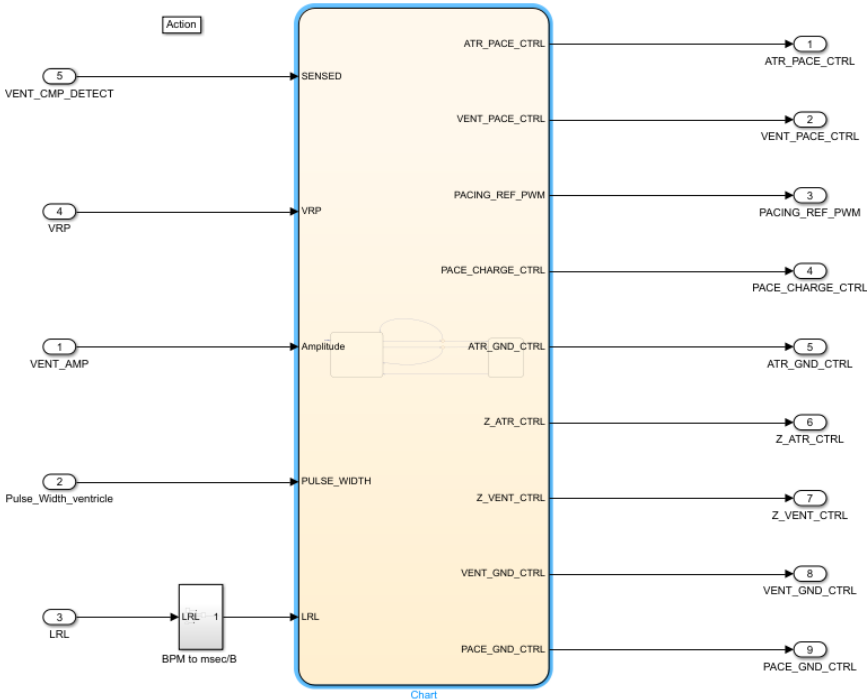 Action
5
VENT_CMP_DETECT
4
VRP
1
VENT_AMP
2
Pulse_Width_ventricle
3
LRL
LRL 1
BPM to msec/B
SENSED
VRP
Amplitude
PULSE_WIDTH
LRL
ATR_PACE_CTRL
VENT_PACE_CTRL
PACING_REF_PWM
PACE_CHARGE_CTRL
ATR_GND_CTRL
Z_ATR_CTRL
Z_VENT_CTRL
VENT_GND_CTRL
PACE_GND_CTRL
Chart
1
ATR_PACE_CTRL
2
VENT_PACE_CTRL
3
PACING_REF_PWM
4
PACE_CHARGE_CTRL
5
ATR_GND_CTRL
6
Z_ATR_CTRL
7
Z_VENT_CTRL
8
VENT_GND_CTRL
9
PACE_GND_CTRL